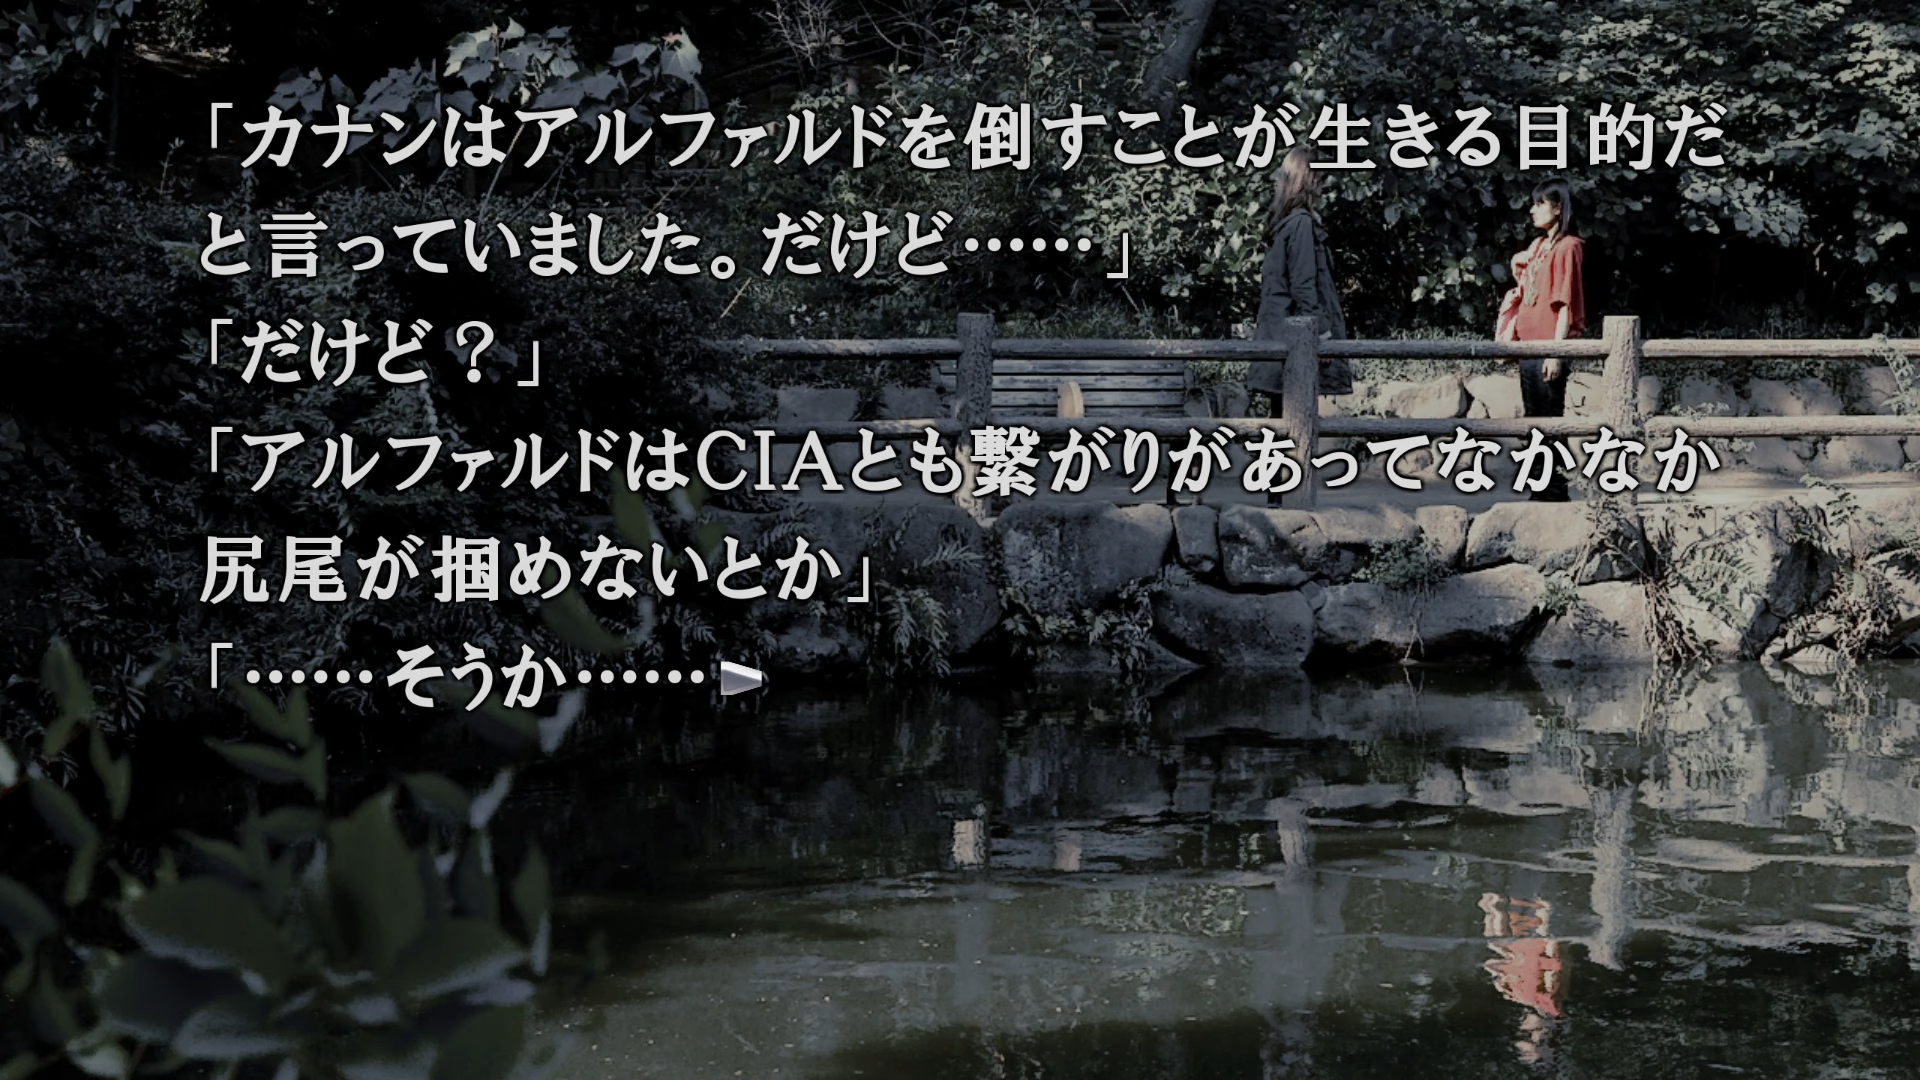 「カナンはアルファルドを倒すことが生きる目的だ
と言っていました。だけど……」
「だけど？」
「アルファルドはCIAとも繋がりがあってなかなか
尻尾が掴めないとか」
「……そうか……